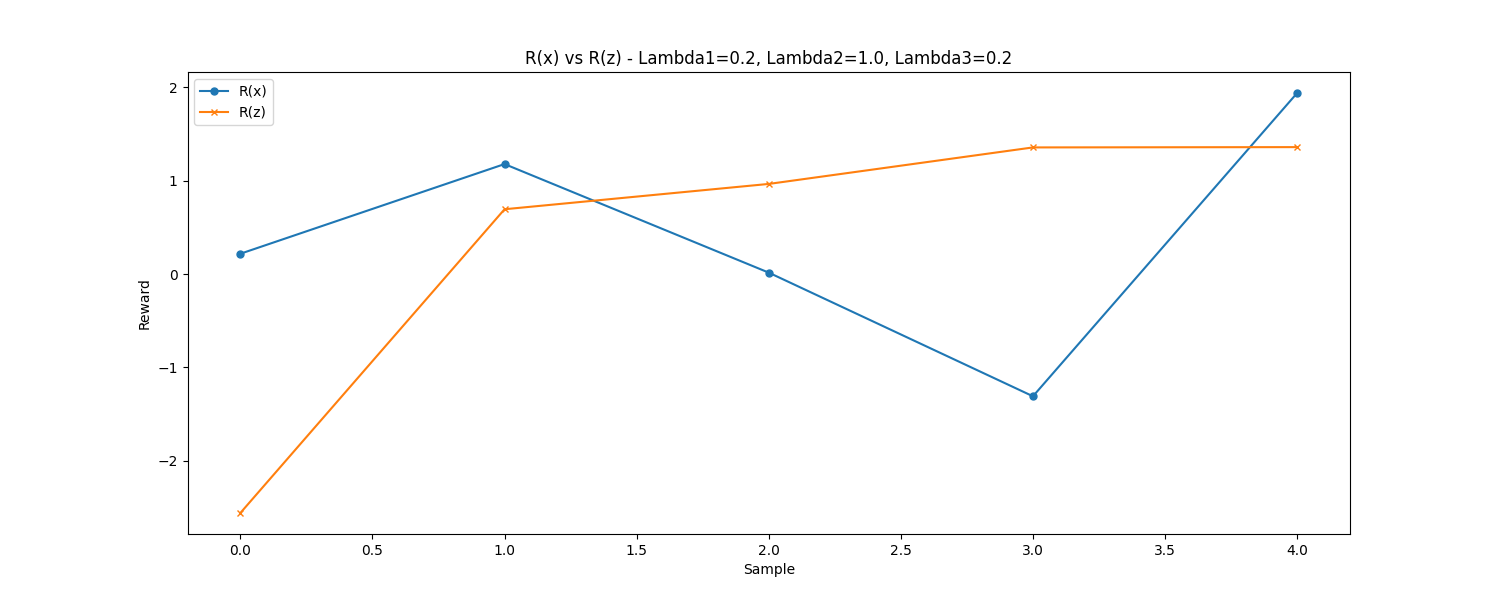 R(x) vs R(z) - Lambda1=0.2, Lambda2=1.0, Lambda3=0.2
R(x)
R(z)
Reward
2
1
0
−1
−2
0.0 0.5 1.0 1.5 2.0 2.5 3.0 3.5 4.0
Sample